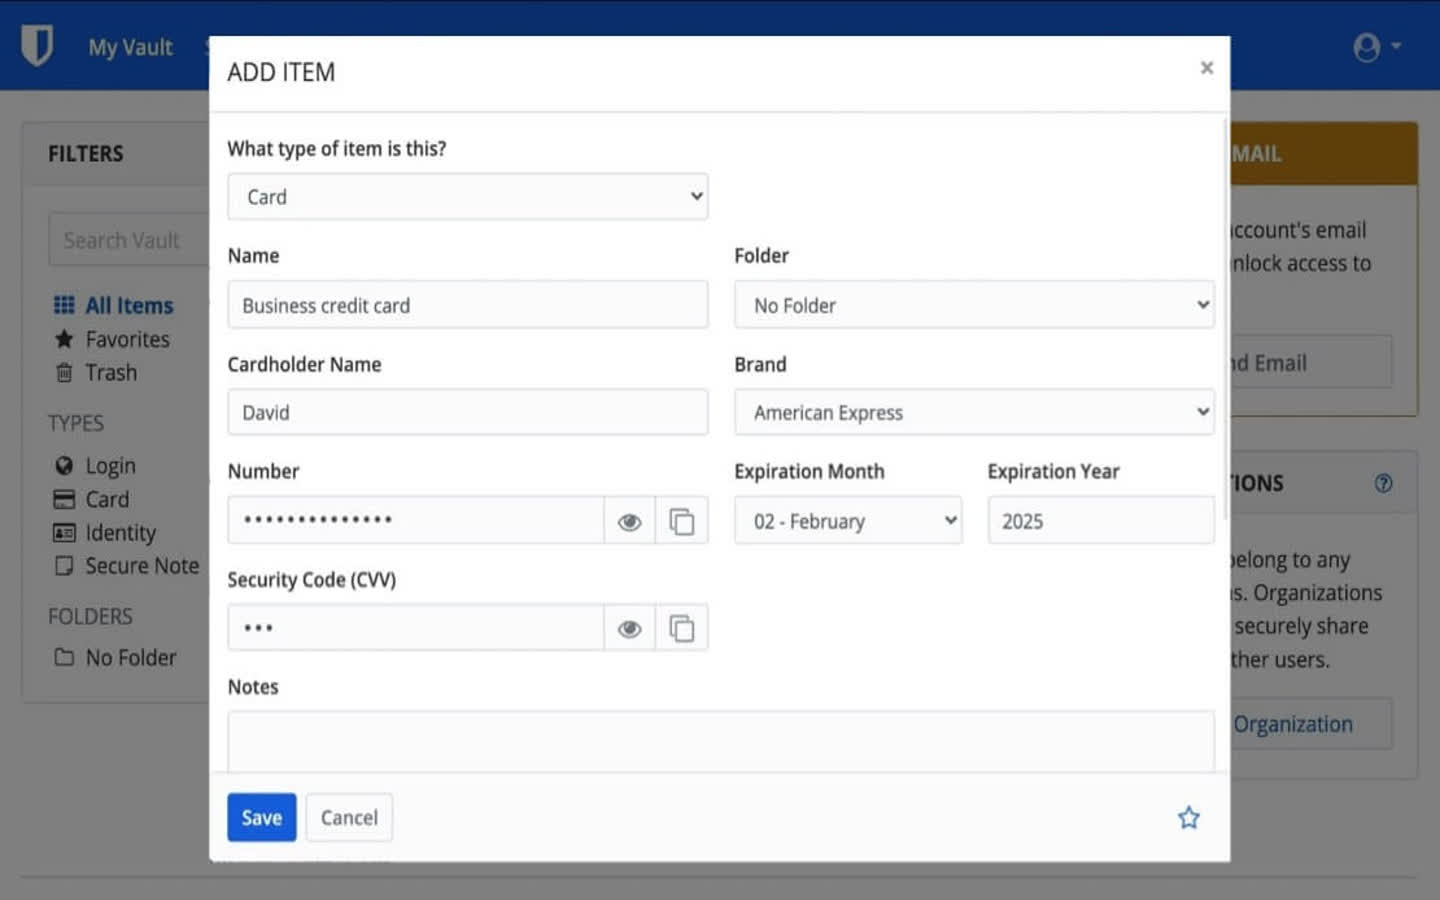 My Vault
ADD ITEM
×
FILTERS
Search Vault
All Items
Favorites
Trash
TYPES
Login
Card
Identity
Secure Note
FOLDERS
No Folder
What type of item is this?
Card
Name
Folder
Business credit card
No Folder
Cardholder Name
Brand
David
American Express
Number
Expiration Month
Expiration Year
••••••••••••••
02 - February
2025
Security Code (CVV)
•••
Notes
Save
Cancel
MAIL
ccount's email
nlock access to
nd Email
IONS
?
belong to any
s. Organizations
securely share
ther users.
Organization